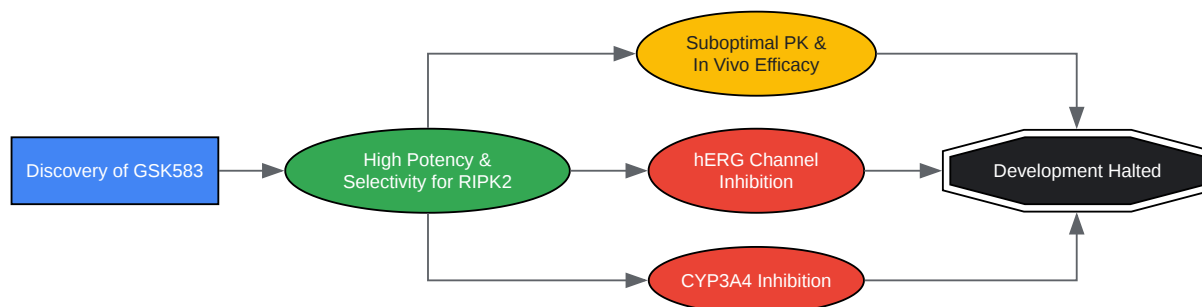 Discovery of GSK583
High Potency &
Selectivity for RIPK2
Suboptimal PK &
In Vivo Efficacy
hERG Channel
Inhibition
CYP3A4 Inhibition
Development Halted